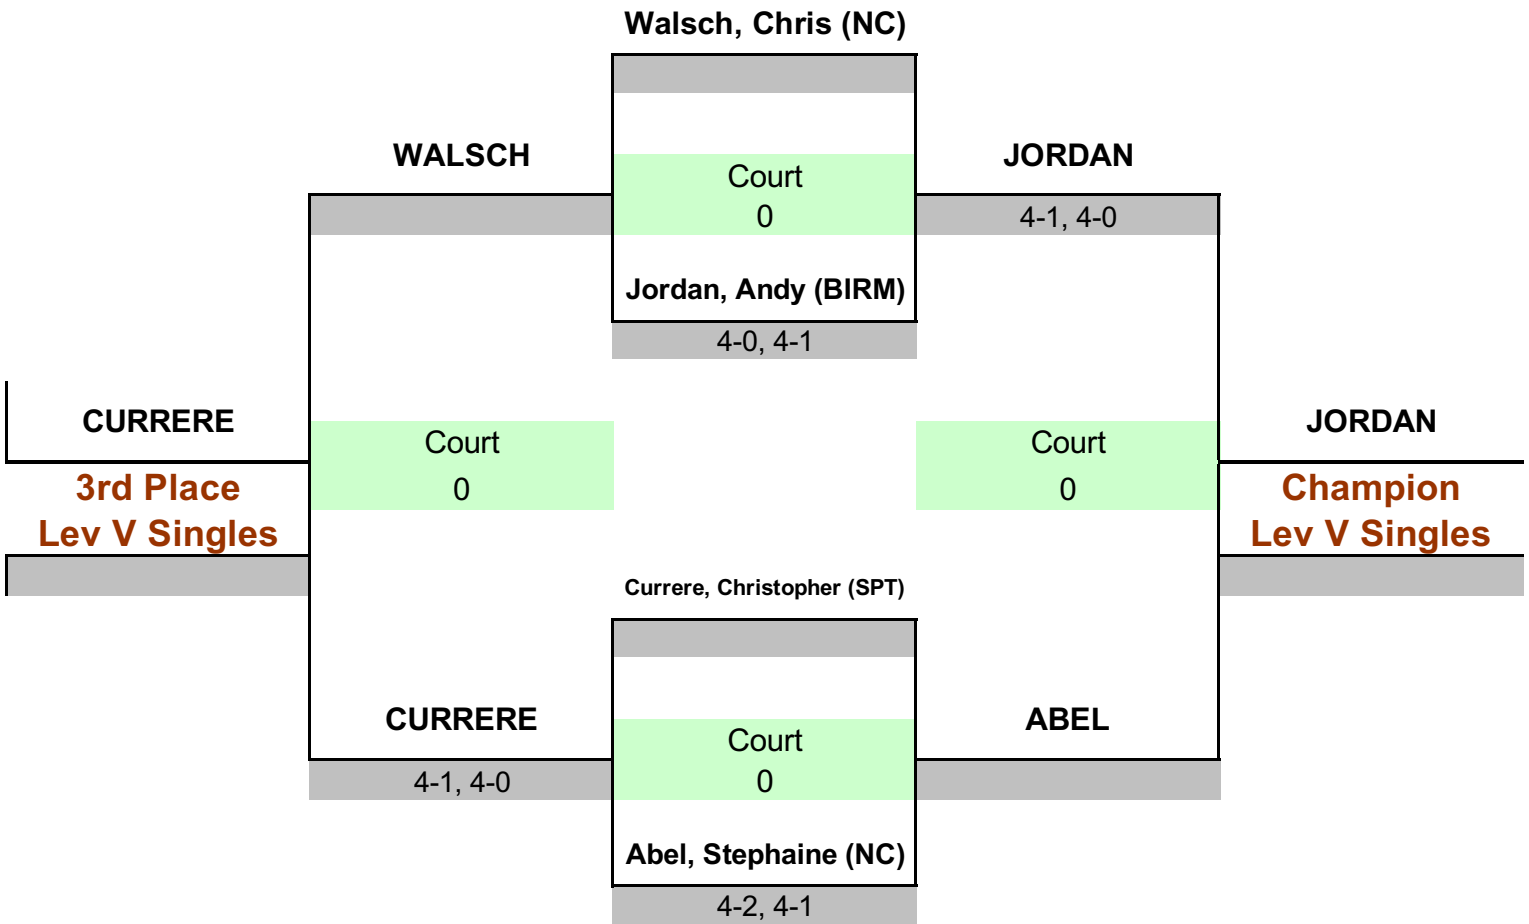 Walsch, Chris (NC)
WALSCH
JORDAN
Court
0
4-1, 4-0
Jordan, Andy (BIRM)
4-0, 4-1
CURRERE
JORDAN
Court
0
Court
0
3rd Place
Lev V Singles
Champion
Lev V Singles
Currere, Christopher (SPT)
CURRERE
ABEL
Court
0
4-1, 4-0
Abel, Stephaine (NC)
4-2, 4-1